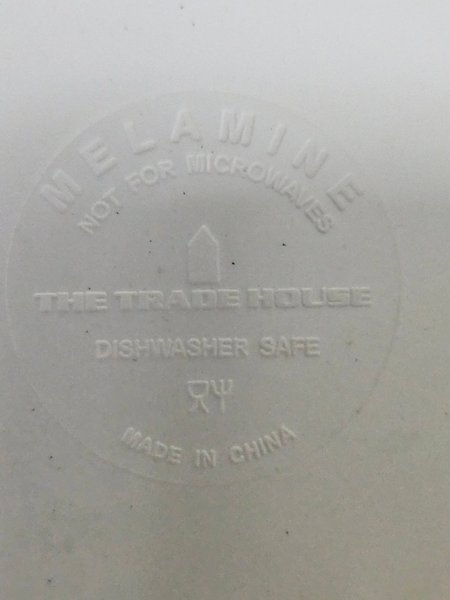 MELAMINE
NOT FOR MICROWAVES
THE TRADE HOUSE
DISHWASHER SAFE
MADE IN CHINA